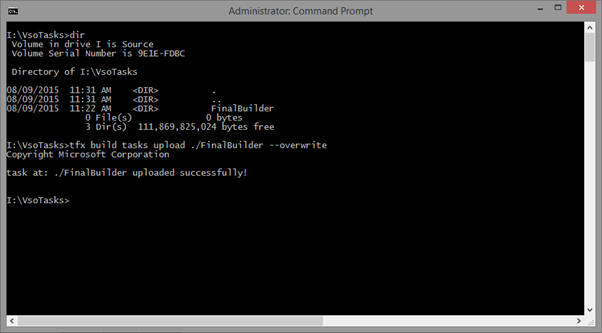 Administrator: Command Prompt
I:\VsoTasks>dir
Volume in drive I is Source
Volume Serial Number is 9E1E-FDBC
Directory of I:\VsoTasks
08/09/2015  11:31 AM    <DIR>          .
08/09/2015  11:31 AM    <DIR>          ..
08/09/2015  11:22 AM    <DIR>          FinalBuilder
0 File(s)              0 bytes
3 Dir(s)  111,869,825,024 bytes free
I:\VsoTasks>tfx build tasks upload ./FinalBuilder --overwrite
Copyright Microsoft Corporation
task at: ./FinalBuilder uploaded successfully!
I:\VsoTasks>